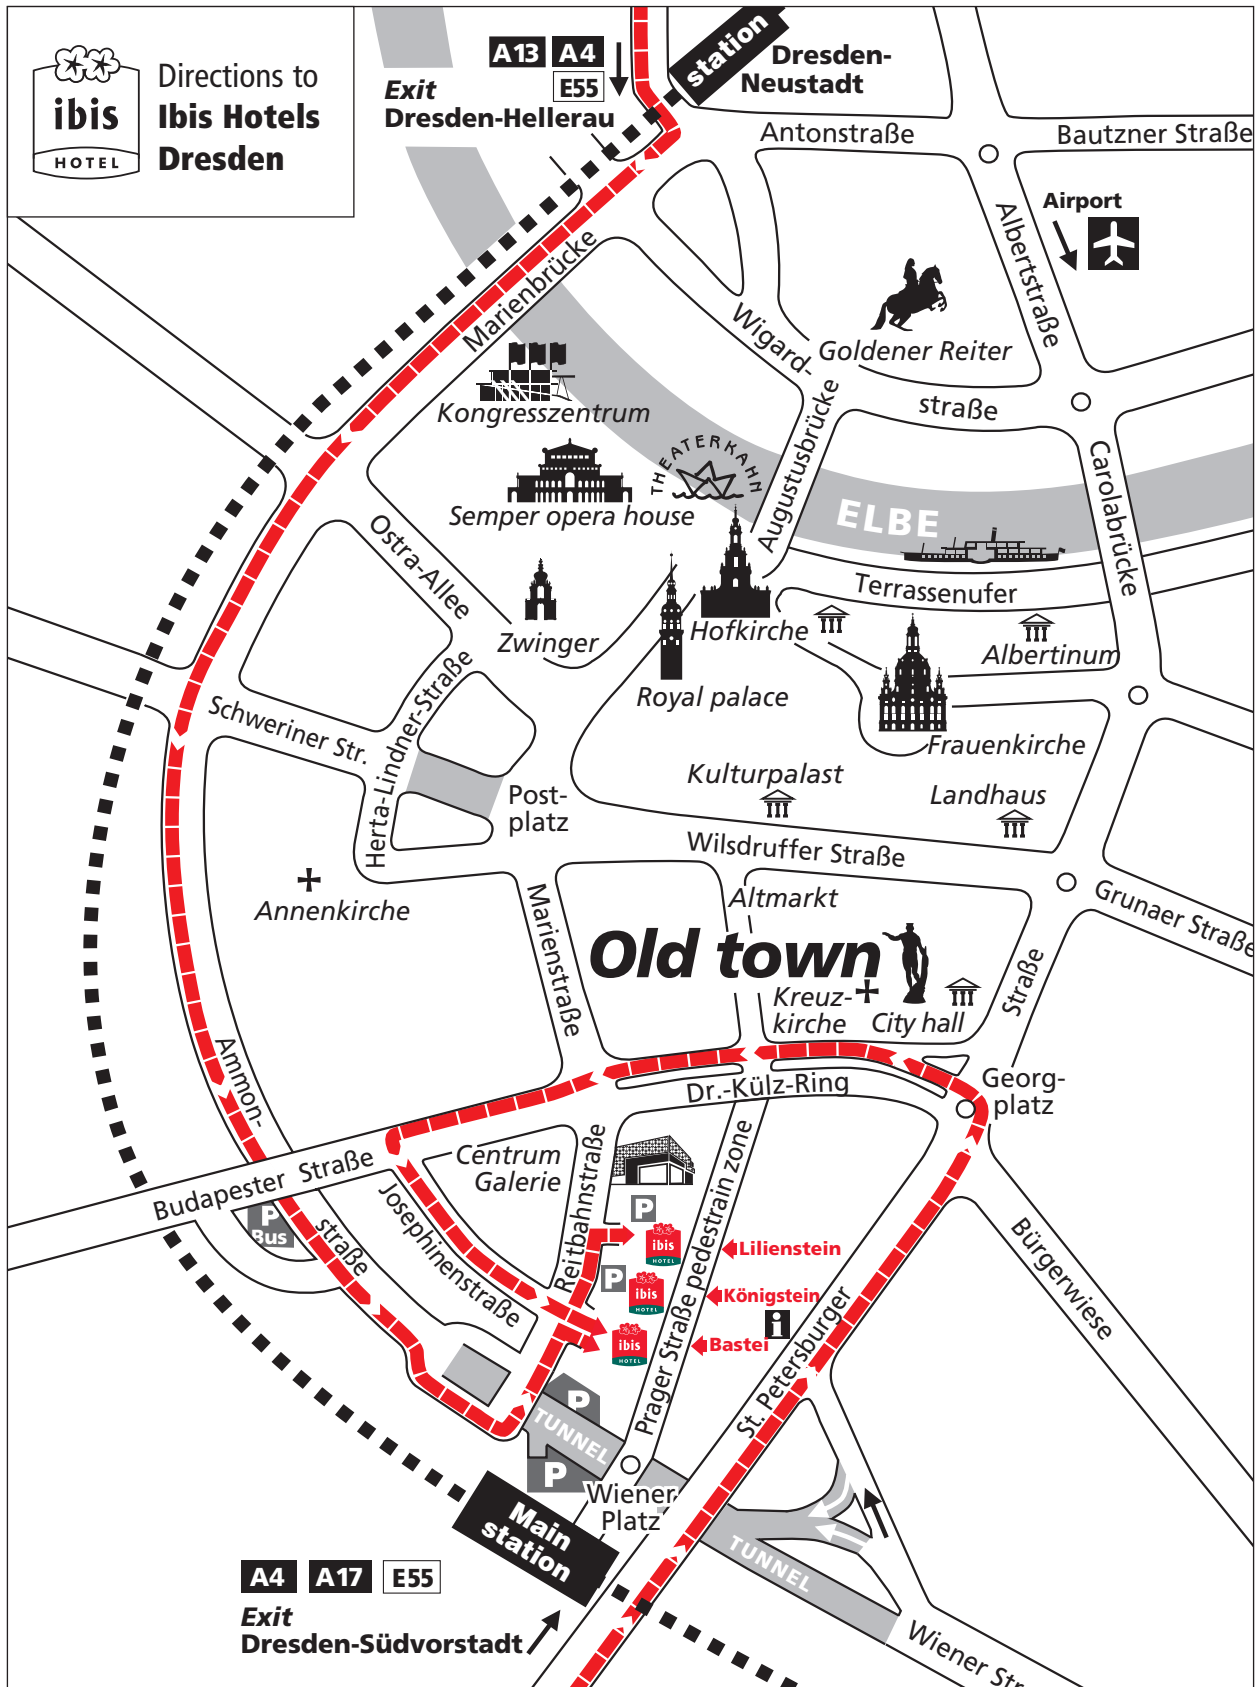 ibis
HOTEL
Directions to
Ibis Hotels
Dresden
A13 A4
E55
Exit
Dresden-Hellerau
station
Dresden-
Neustadt
Antonstraße
Bautzner Straße
Airport
Albertstraße
Marienbrücke
Wigard-
straße
Goldener Reiter
Kongresszentrum
THEATERKAHN
Augustusbrücke
Carolabrücke
ELBE
Semper opera house
Ostra-Allee
Terrassenufer
Zwinger
Hofkirche
Albertinum
Royal palace
Frauenkirche
Schweriner Str.
Herta-Lindner-Straße
Kulturpalast
Landhaus
Post-
platz
Wilsdruffer Straße
Grunaer Straße
Annenkirche
Marienstraße
Altmarkt
Old town
Kreuz-
kirche
City hall
Straße
Ammon-
Georg-
platz
Dr.-Külz-Ring
Budapester Straße
Centrum
Galerie
Reitbahnstraße
Prager Straße pedestrain zone
P
Bus
straße
Josephinenstraße
P
ibis
HOTEL
Lilienstein
P
ibis
HOTEL
Königstein
i
ibis
HOTEL
Bastei
St. Petersburger
Bürgerwiese
P
TUNNEL
P
Wiener
Platz
Main
station
TUNNEL
A4 A17 E55
Exit
Dresden-Südvorstadt
Wiener Str.